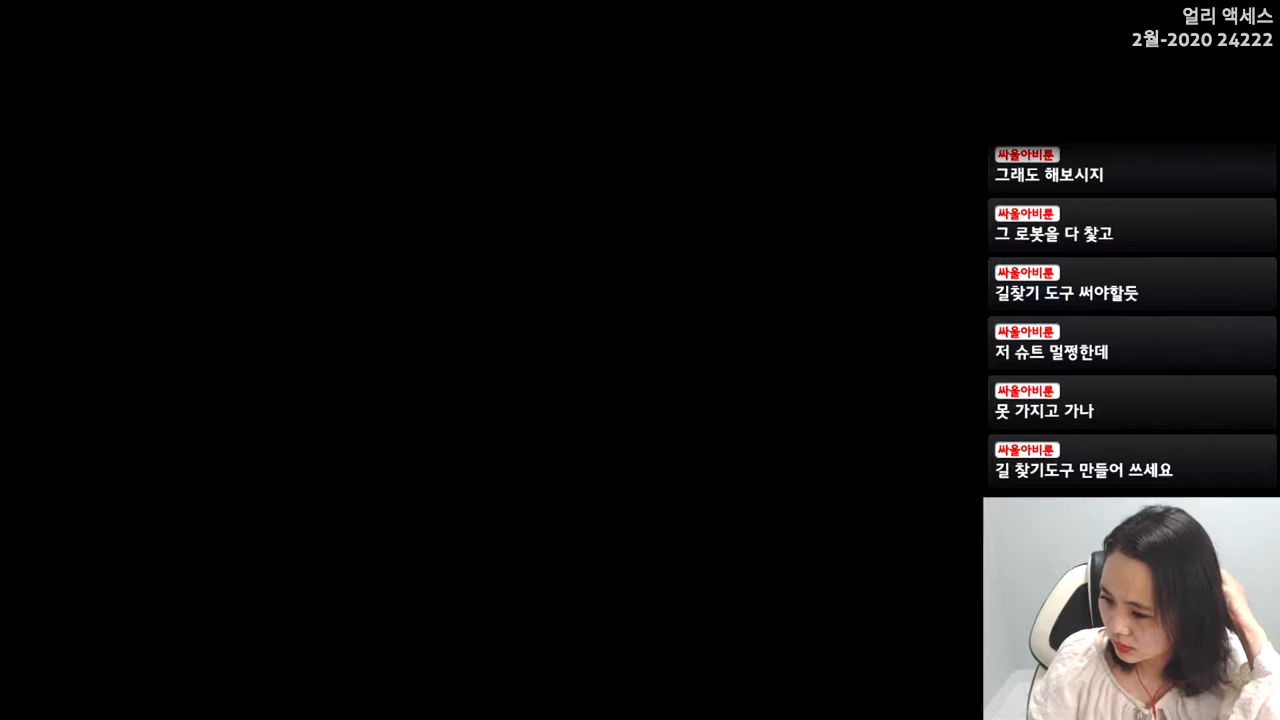 얼리 액세스
2월-2020 24222
싸울아비룬
그래도 해보시지
싸울아비룬
그 로봇을 다 찿고
싸울아비룬
길찾기 도구 써야할듯
싸울아비룬
저 슈트 멀쩡한데
싸울아비룬
못 가지고 가나
싸울아비룬
길 찾기도구 만들어 쓰세요